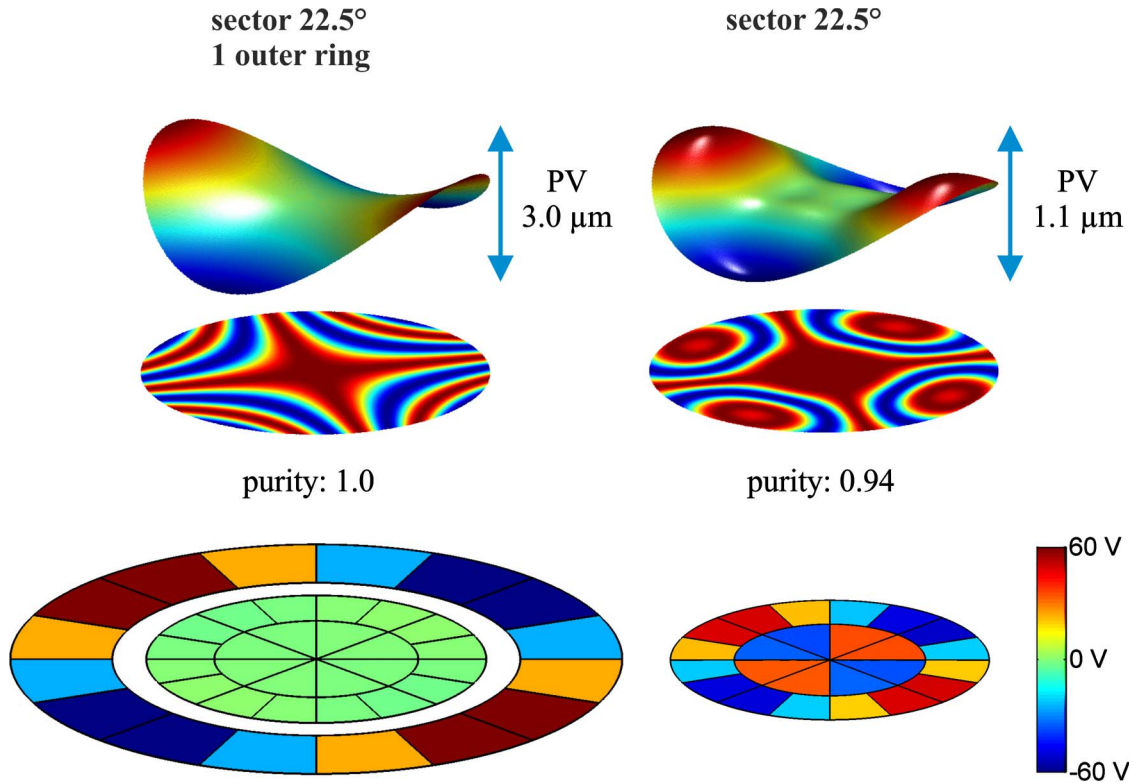 sector 22.5°
1 outer ring
sector 22.5°
PV
3.0 µm
PV
1.1 µm
purity: 1.0
purity: 0.94
60 V
0 V
-60 V